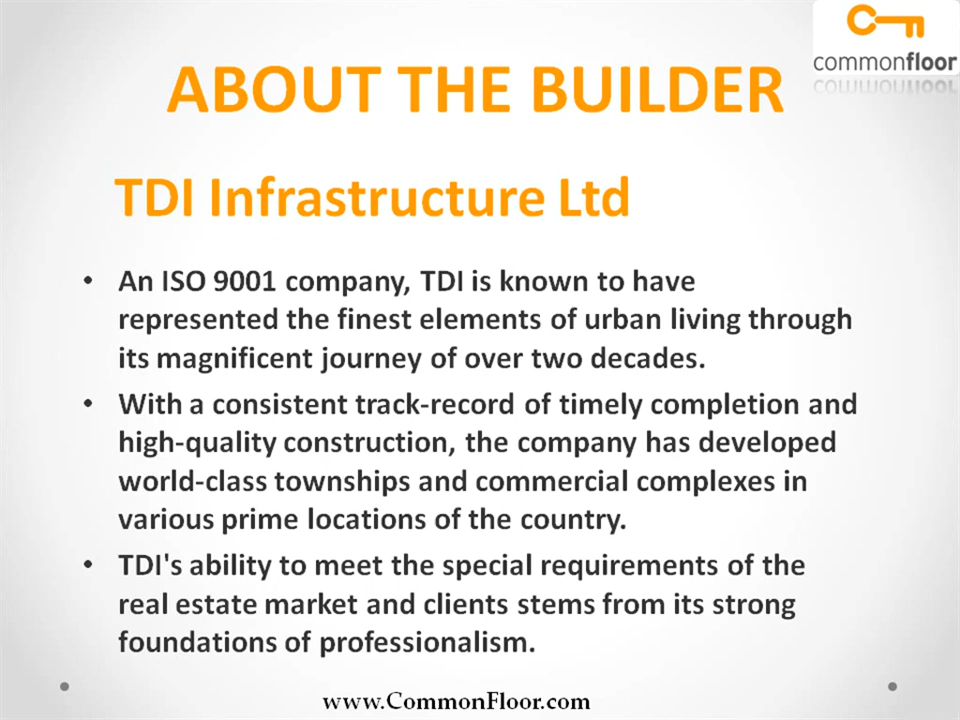 commonfloor
ABOUT THE BUILDER
TDI Infrastructure Ltd
• An ISO 9001 company, TDI is known to have
represented the finest elements of urban living through
its magnificent journey of over two decades.
• With a consistent track-record of timely completion and
high-quality construction, the company has developed
world-class townships and commercial complexes in
various prime locations of the country.
• TDI's ability to meet the special requirements of the
real estate market and clients stems from its strong
foundations of professionalism.
www.CommonFloor.com